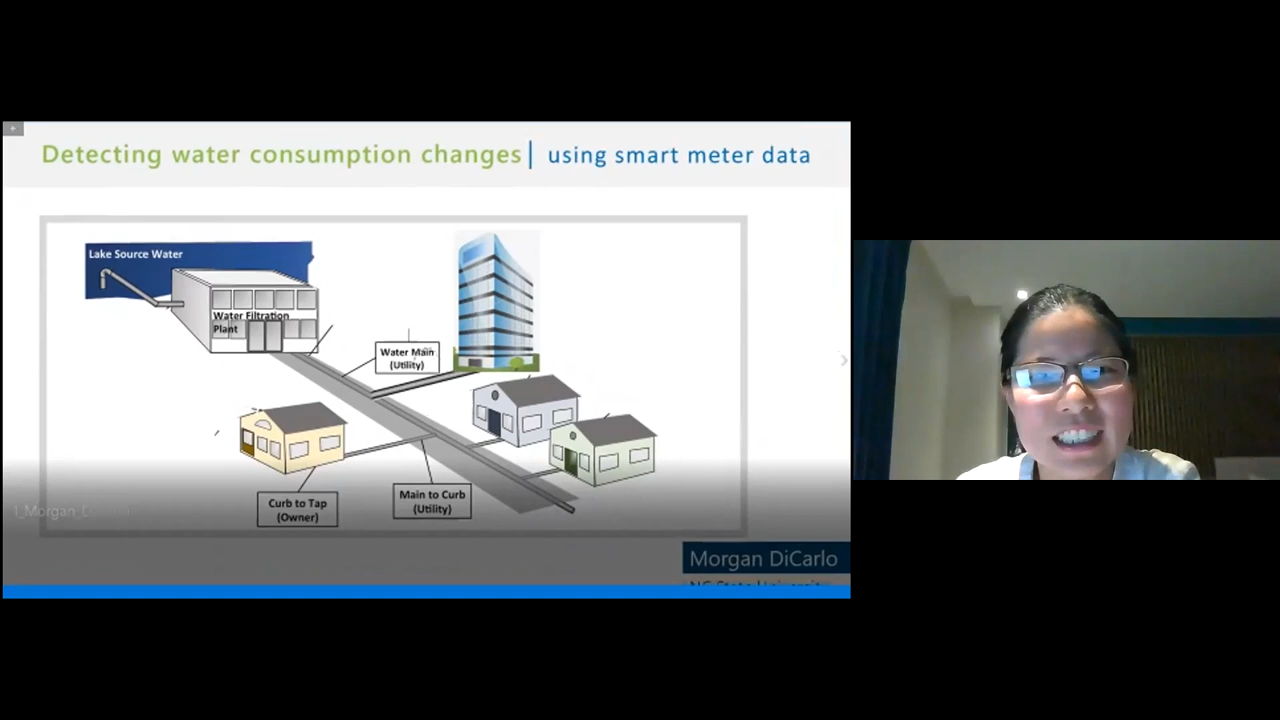 Detecting water consumption changes | using smart meter data
Lake Source Water
Water Filtration
Plant
Water Main
(Utility)
Main to Curb
(Utility)
Curb to Tap
(Owner)
Morgan DiCarlo
NC State University